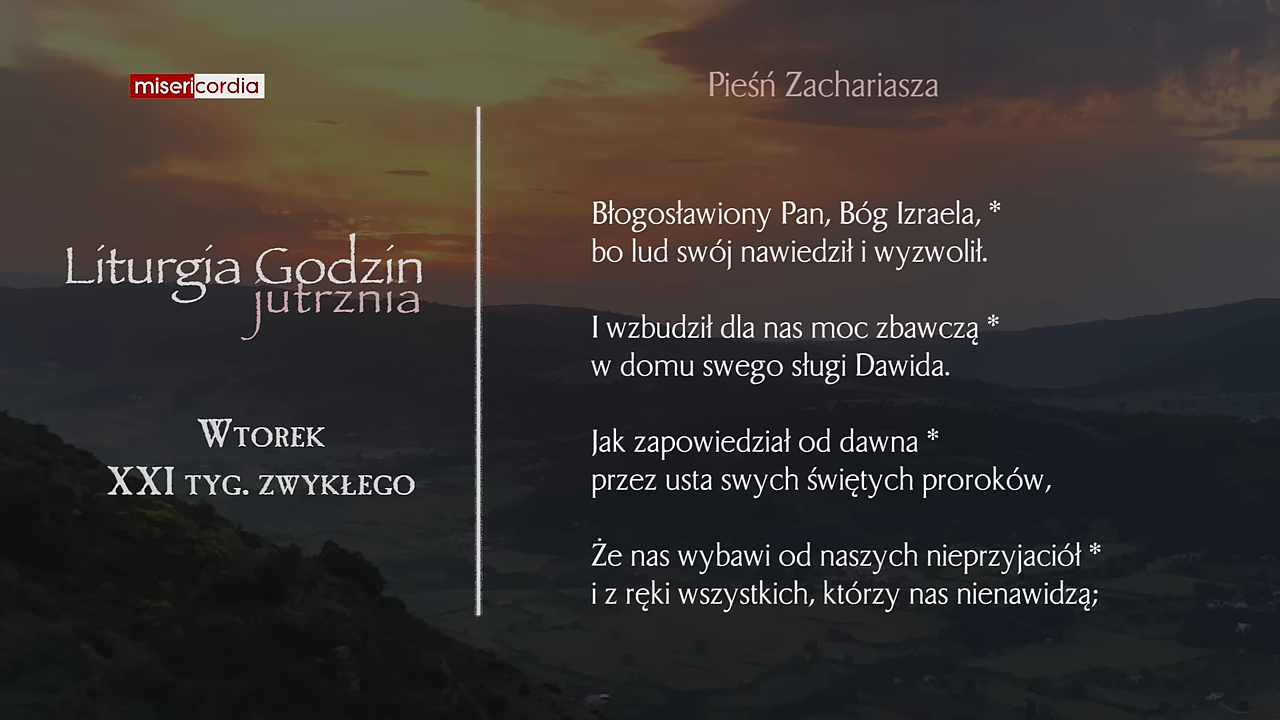 misericordia
Liturgia Godzin
jutrznia
Wtorek
XXI tyg. zwykłego
Pieśń Zachariasza
Błogosławiony Pan, Bóg Izraela, *
bo lud swój nawiedził i wyzwolił.
I wzbudził dla nas moc zbawczą *
w domu swego sługi Dawida.
Jak zapowiedział od dawna *
przez usta swych świętych proroków,
Że nas wybawi od naszych nieprzyjaciół *
i z ręki wszystkich, którzy nas nienawidzą;